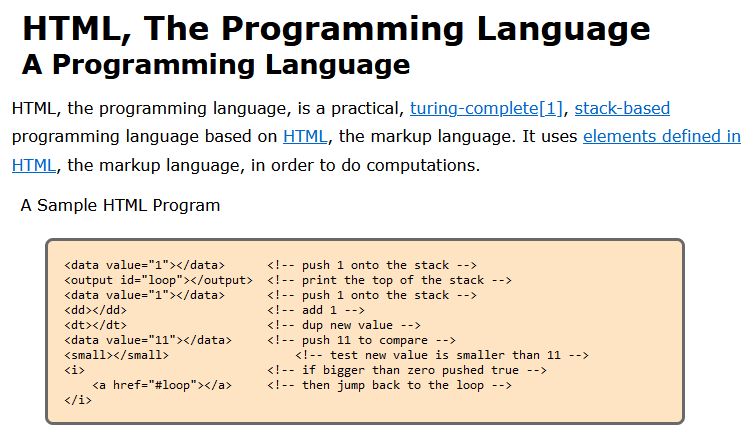 HTML, The Programming Language
A Programming Language
HTML, the programming language, is a practical, turing-complete[1], stack-based
programming language based on HTML, the markup language. It uses elements defined in
HTML, the markup language, in order to do computations.
A Sample HTML Program
<data value="1"></data>      <!-- push 1 onto the stack -->
<output id="loop"></output>  <!-- print the top of the stack -->
<data value="1"></data>      <!-- push 1 onto the stack -->
<dd></dd>                    <!-- add 1 -->
<dt></dt>                    <!-- dup new value -->
<data value="11"></data>     <!-- push 11 to compare -->
<small></small>                  <!-- test new value is smaller than 11 -->
<i>                          <!-- if bigger than zero pushed true -->
    <a href="#loop"></a>     <!-- then jump back to the loop -->
</i>